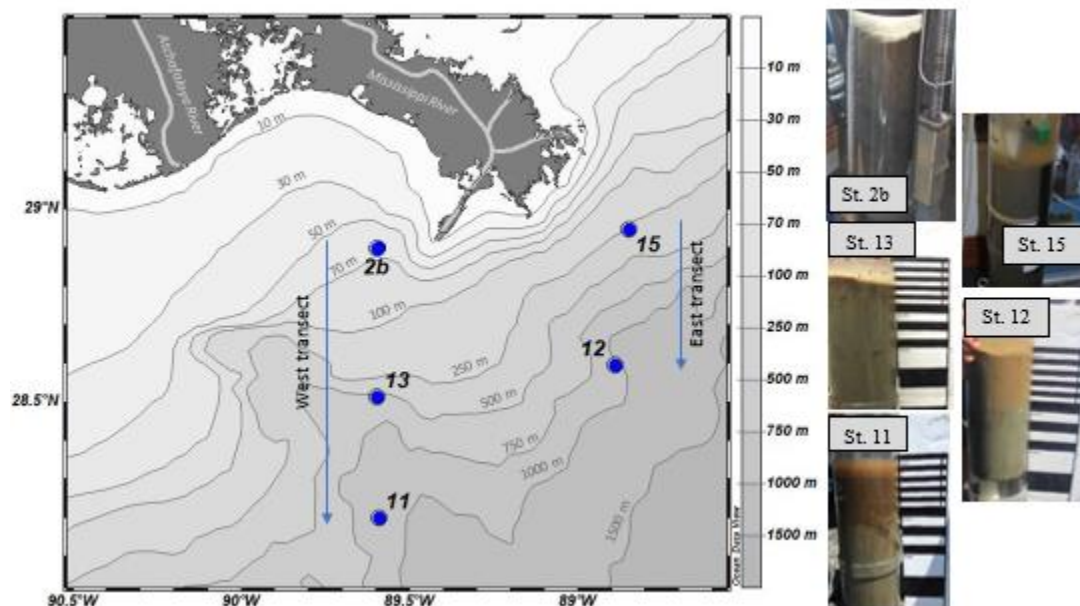 Atchafalaya River
Mississippi River
10 m
30 m
50 m
70 m
100 m
250 m
500 m
750 m
1000 m
1500 m
2b
13
11
15
12
West transect
East transect
29°N
28.5°N
90.5°W
90°W
89.5°W
89°W
Ocean Data View
10 m
30 m
50 m
70 m
100 m
250 m
500 m
750 m
1000 m
1500 m
St. 2b
St. 15
St. 13
St. 12
St. 11